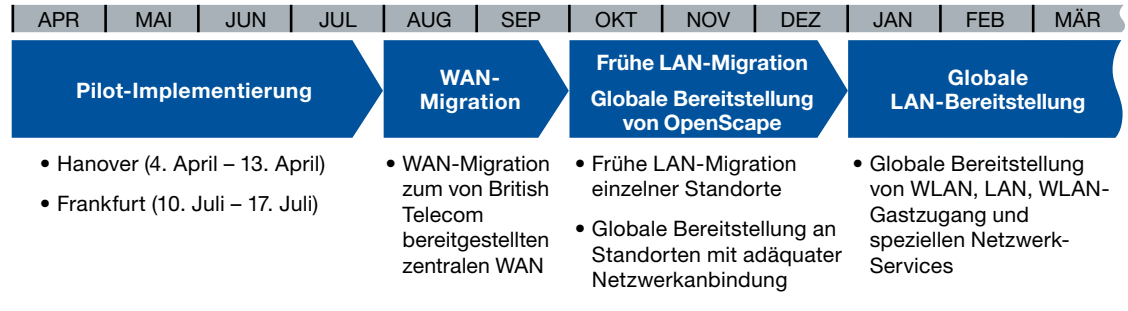 APR MAI JUN JUL AUG SEP OKT NOV DEZ JAN FEB MÄR
Pilot-Implementierung
WAN-
Migration
Frühe LAN-Migration
Globale Bereitstellung
von OpenScape
Globale
LAN-Bereitstellung
• Hanover (4. April – 13. April)
• Frankfurt (10. Juli – 17. Juli)
• WAN-Migration
zum von British
Telecom
bereitgestellten
zentralen WAN
• Frühe LAN-Migration
einzelner Standorte
• Globale Bereitstellung an
Standorten mit adäquater
Netzwerkanbindung
• Globale Bereitstellung
von WLAN, LAN, WLAN-
Gastzugang und
speziellen Netzwerk-
Services